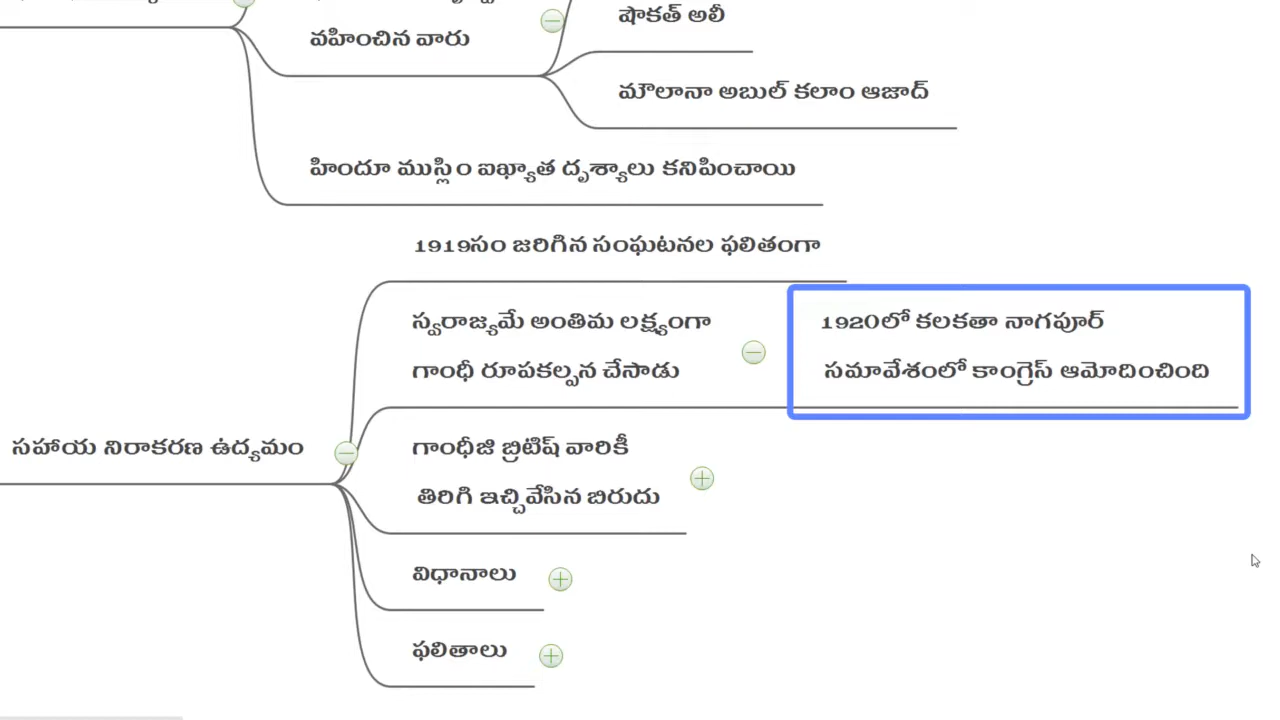 షౌకత్ అలీ
వహించిన వారు
మౌలానా అబుల్ కలాం ఆజాద్
హిందూ ముస్లిం ఐఖ్యాత దృశ్యాలు కనిపించాయి
1919సం జరిగిన సంఘటనల ఫలితంగా
స్వరాజ్యమే అంతిమ లక్ష్యంగా
గాంధీ రూపకల్పన చేసాడు
1920లో కలకతా నాగపూర్
సమావేశంలో కాంగ్రెస్ ఆమోదించింది
సహాయ నిరాకరణ ఉద్యమం
గాంధీజి బ్రిటిష్ వారికీ
తిరిగి ఇచ్చివేసిన బిరుదు
విధానాలు
ఫలితాలు